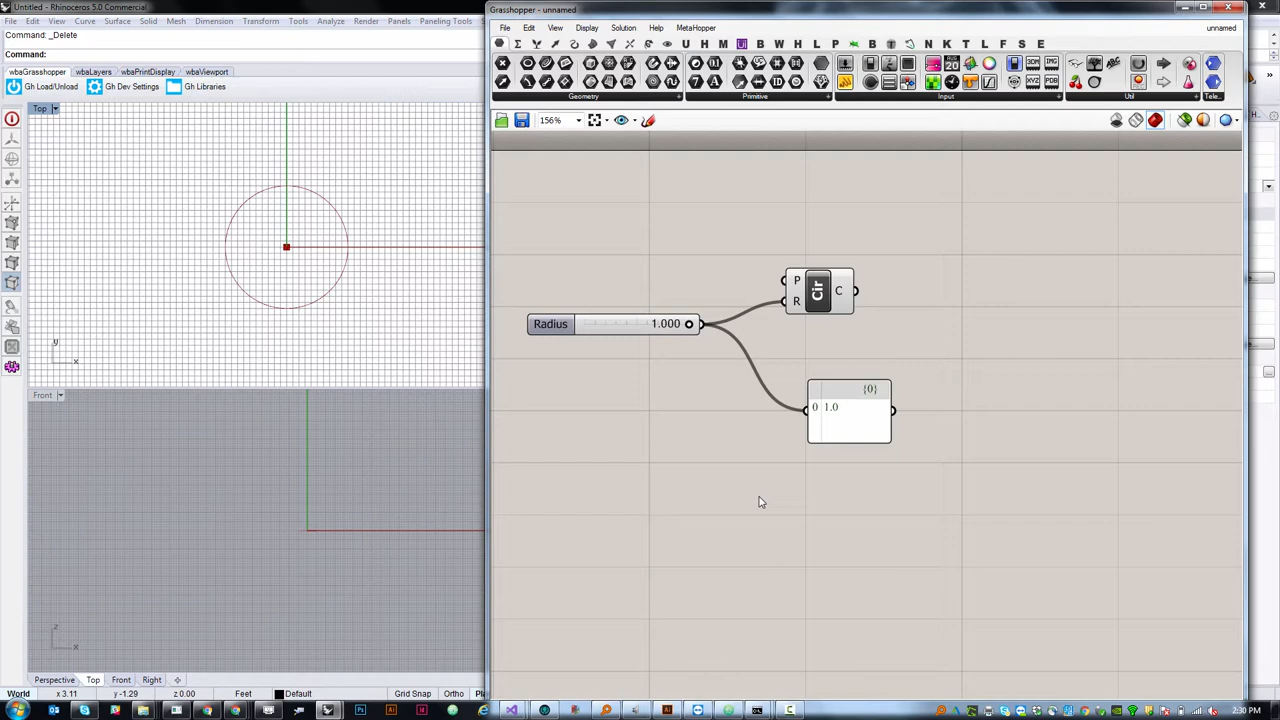 Untitled - Rhinoceros 5.0 Commercial
File Edit View Curve Surface Solid Mesh Dimension Transform Tools Analyze Render Panels Paneling Tools
Command: _Delete
Command:
wbaGrasshopper wbaLayers wbaPrintDisplay wbaViewport
Gh Load/Unload Gh Dev Settings Gh Libraries
Top
y
x
Front
z
x
Perspective Top Front Right
World x 3.11 y -1.29 z 0.00 Feet Default Grid Snap Ortho
Grasshopper - unnamed
File Edit View Display Solution Help MetaHopper unnamed
U H M B W H L P B N K T L F S E
Geometry Primitive Input Util Tele...
156%
P
R
Cir
C
Radius 1.000
{0}
0 1.0
2:30 PM